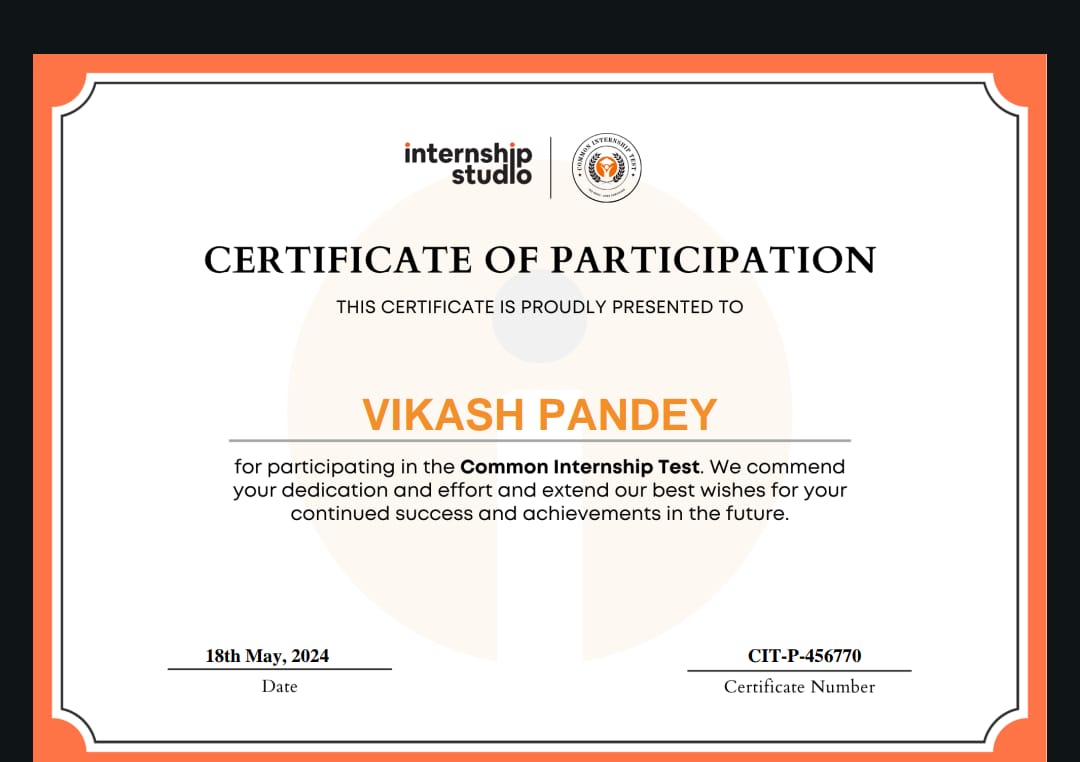 internship
studio
COMMON INTERNSHIP TEST
CERTIFICATE OF PARTICIPATION
THIS CERTIFICATE IS PROUDLY PRESENTED TO
VIKASH PANDEY
for participating in the Common Internship Test. We commend
your dedication and effort and extend our best wishes for your
continued success and achievements in the future.
18th May, 2024
CIT-P-456770
Date
Certificate Number